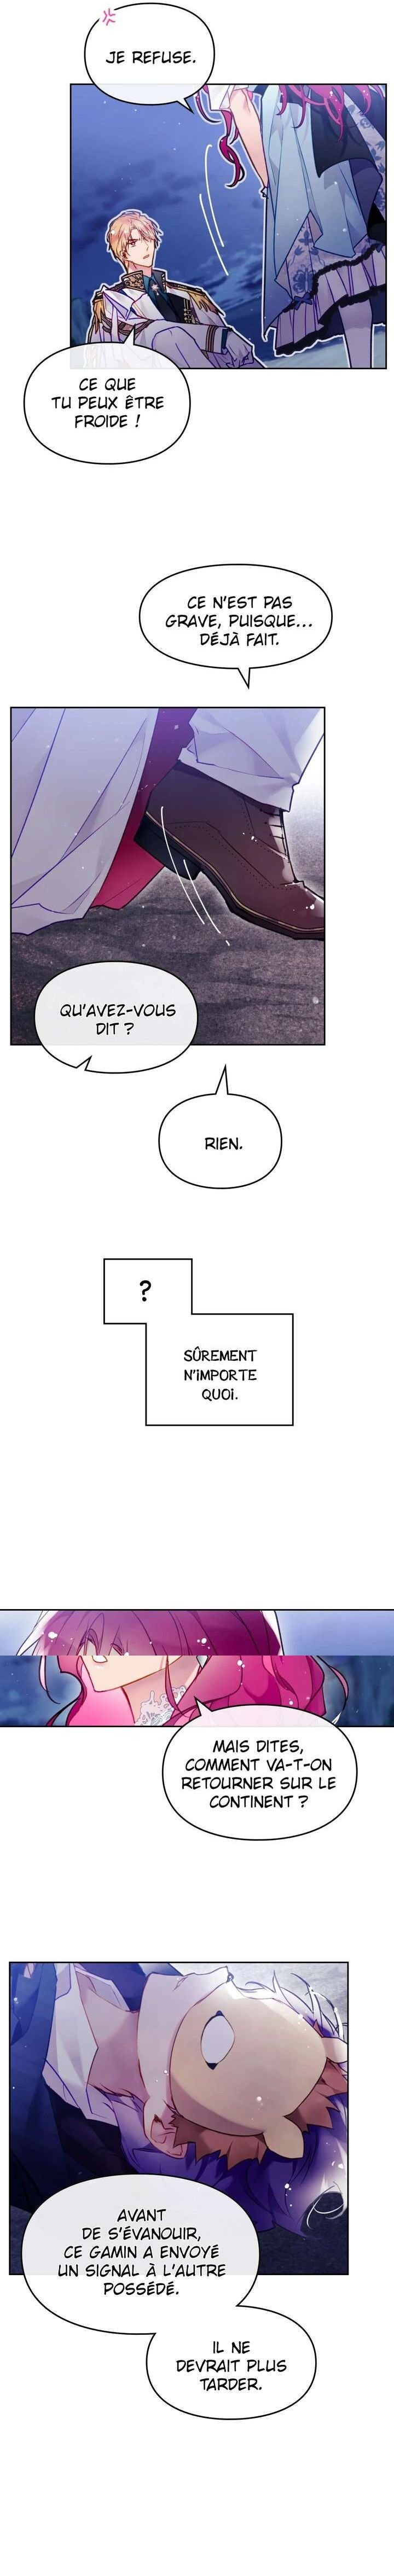 JE REFUSE.
CE QUE
TU PEUX ÊTRE
FROIDE !
CE N'EST PAS
GRAVE, PUISQUE...
DÉJÀ FAIT.
QU'AVEZ-VOUS
DIT ?
RIEN.
?
SÛREMENT
N'IMPORTE
QUOI.
MAIS DITES,
COMMENT VA-T-ON
RETOURNER SUR LE
CONTINENT ?
AVANT
DE S'ÉVANOUIR,
CE GAMIN A ENVOYÉ
UN SIGNAL À L'AUTRE
POSSÉDÉ.
IL NE
DEVRAIT PLUS
TARDER.